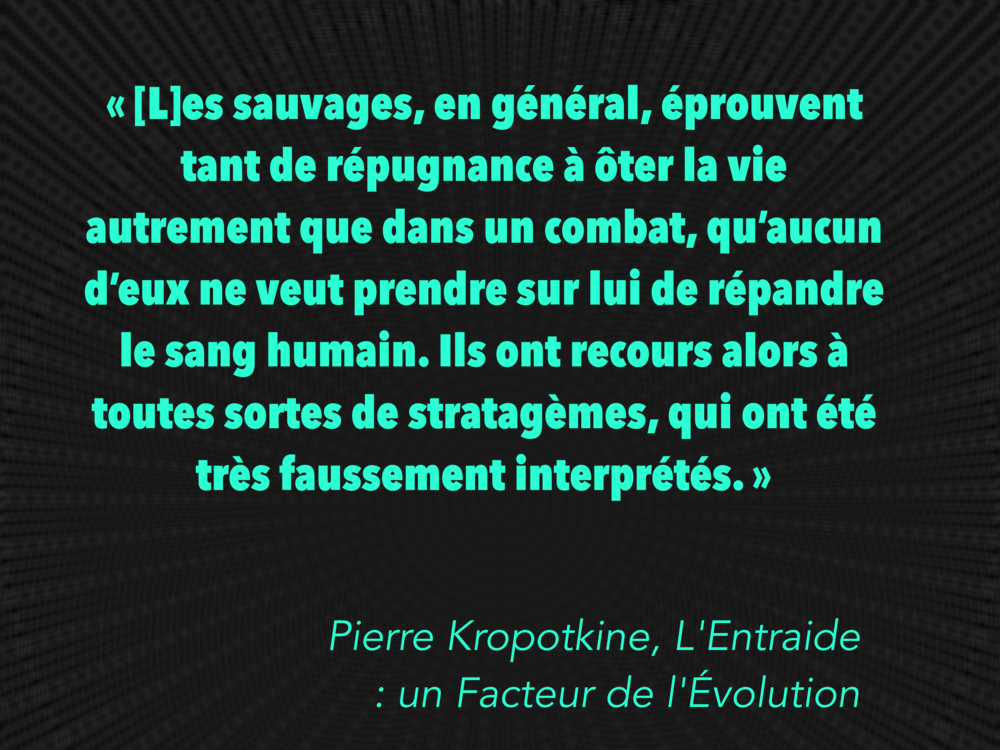 « [L]es sauvages, en général, éprouvent
tant de répugnance à ôter la vie
autrement que dans un combat, qu’aucun
d’eux ne veut prendre sur lui de répandre
le sang humain. Ils ont recours alors à
toutes sortes de stratagèmes, qui ont été
très faussement interprétés. »
Pierre Kropotkine, L'Entraide
: un Facteur de l'Évolution